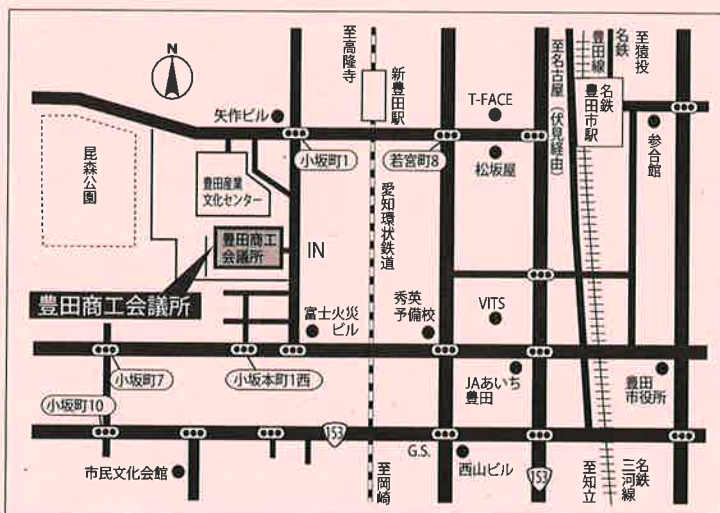 N
至高隆寺
新豊田駅
至名古屋（伏見経由）
名鉄
豊田線
至猿投
名鉄
豊田市駅
矢作ビル
T-FACE
小坂町1
若宮町8
松坂屋
参合館
昆森公園
豊田産業
文化センター
愛知環状鉄道
豊田商工
会議所
IN
豊田商工会議所
富士火災
ビル
秀英
予備校
VITS
小坂町7
小坂本町1西
JAあいち
豊田
豊田
市役所
小坂町10
153
G.S.
西山ビル
153
市民文化会館
至岡崎
至知立
名鉄
三河線